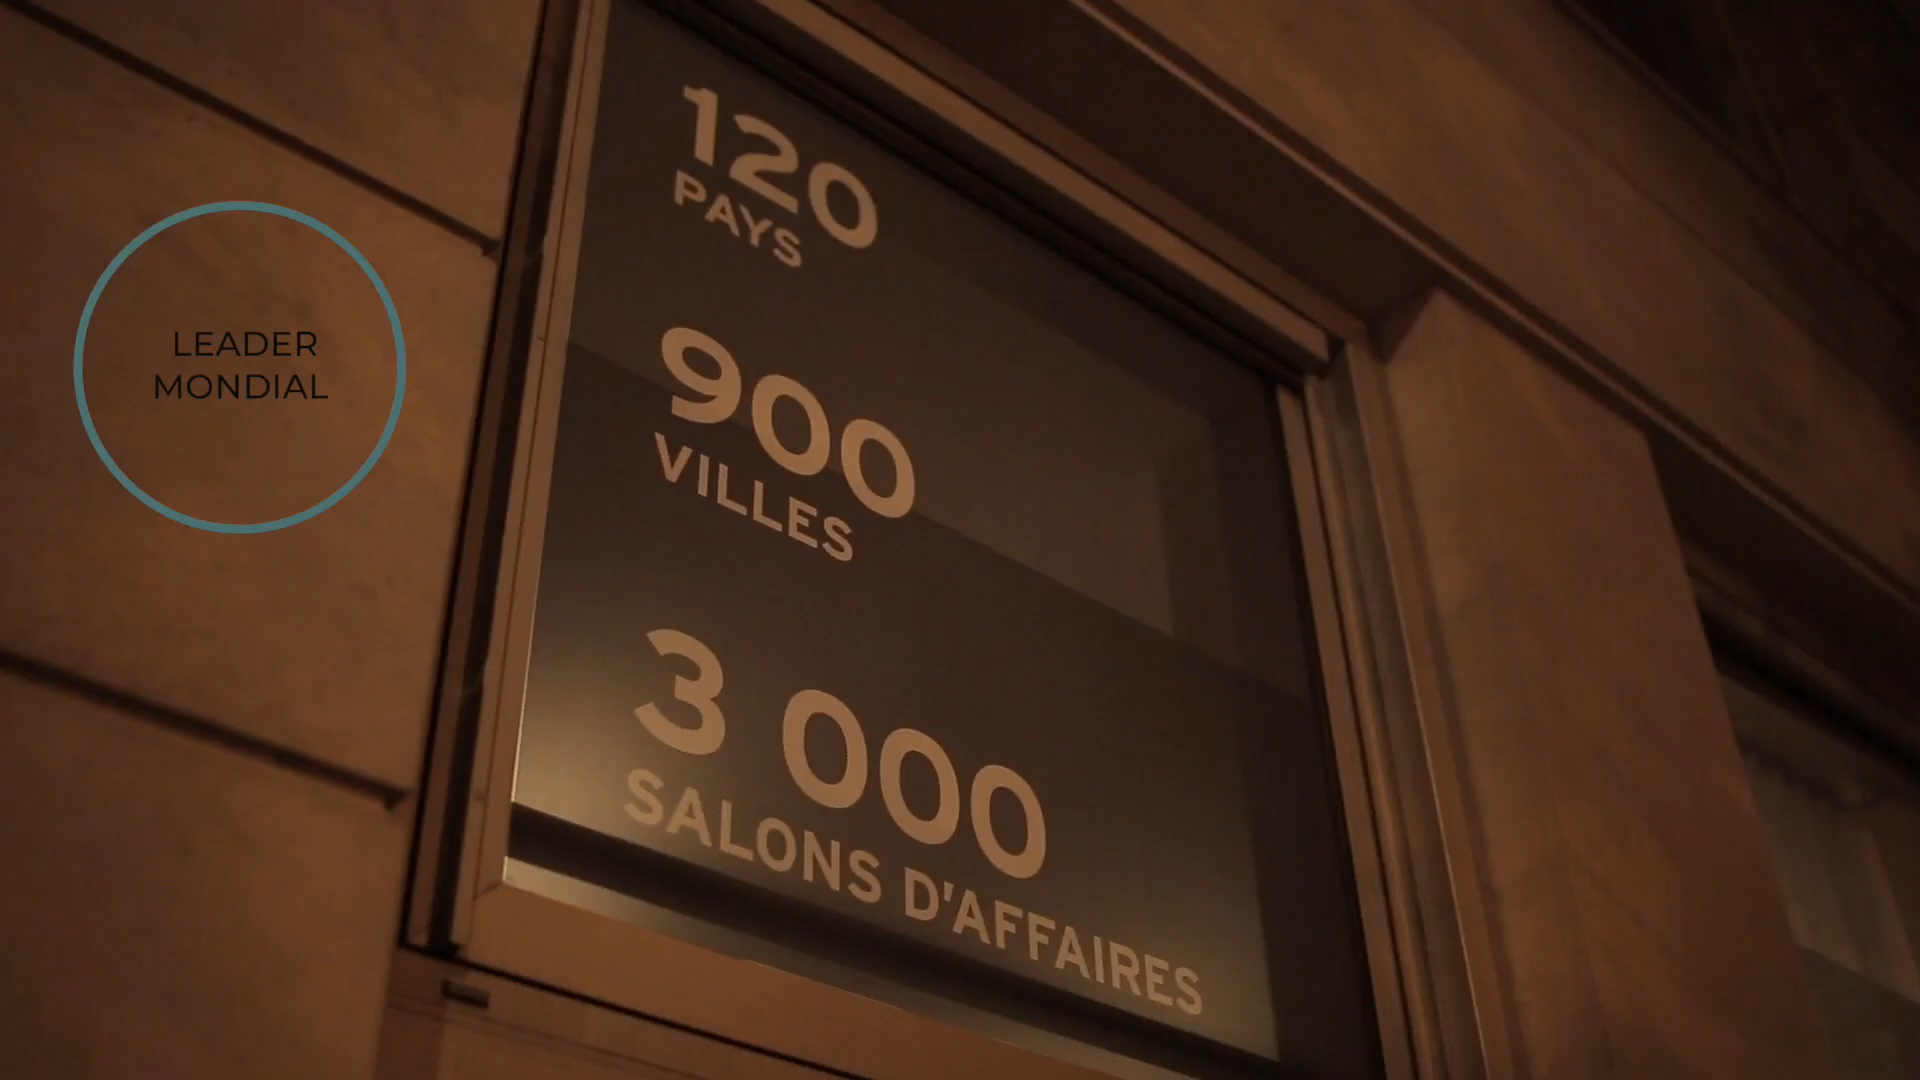 LEADER
MONDIAL
120
PAYS
900
VILLES
3 000
SALONS D'AFFAIRES